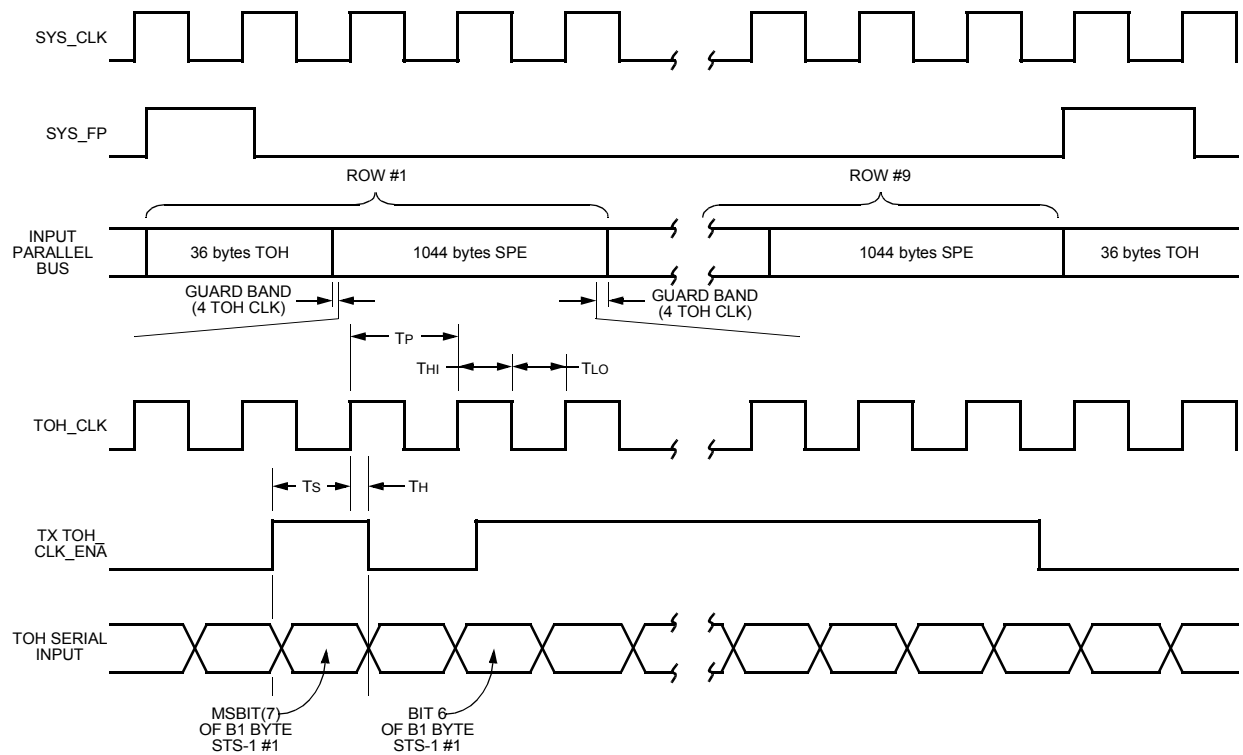 SYS_CLK
SYS_FP
ROW #1
ROW #9
INPUT
PARALLEL
BUS
36 bytes TOH
1044 bytes SPE
1044 bytes SPE
36 bytes TOH
GUARD BAND
(4 TOH CLK)
GUARD BAND
(4 TOH CLK)
TP
THI
TLO
TOH_CLK
TS
TH
TX TOH_
CLK_ENA
TOH SERIAL
INPUT
MSBIT(7)
OF B1 BYTE
STS-1 #1
BIT 6
OF B1 BYTE
STS-1 #1